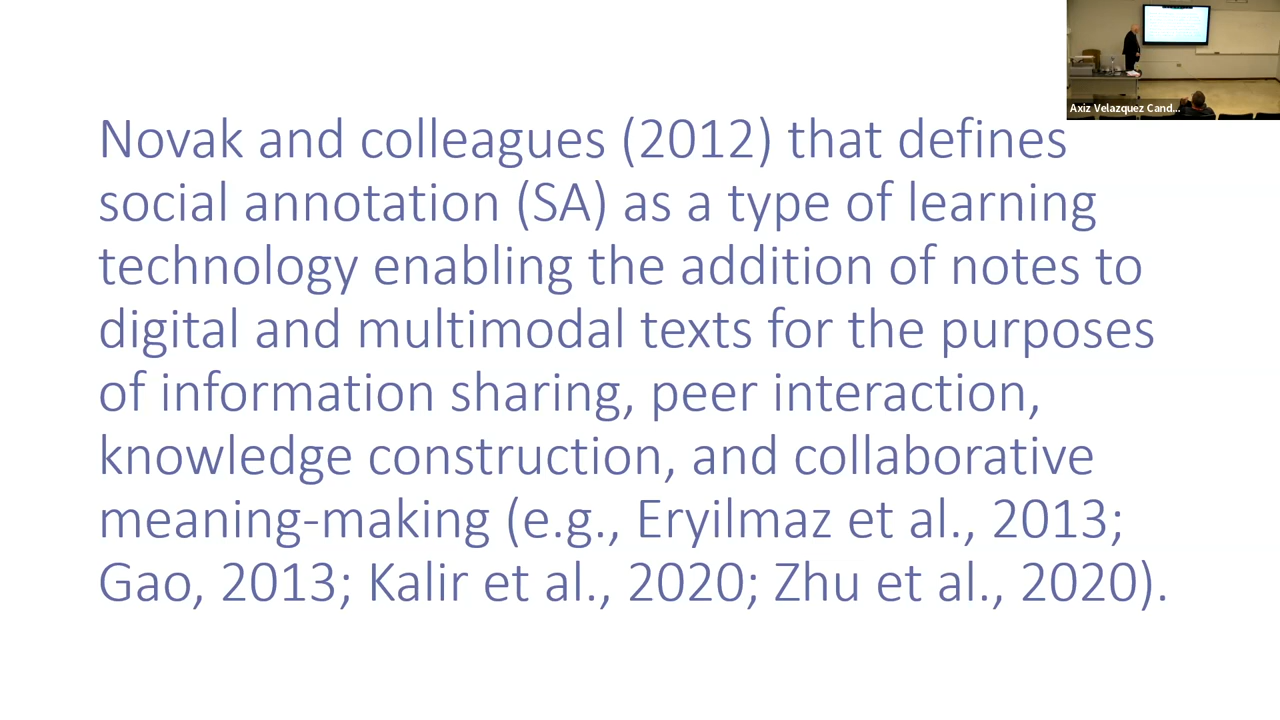 Axiz Velazquez Cand...
Novak and colleagues (2012) that defines
social annotation (SA) as a type of learning
technology enabling the addition of notes to
digital and multimodal texts for the purposes
of information sharing, peer interaction,
knowledge construction, and collaborative
meaning-making (e.g., Eryilmaz et al., 2013;
Gao, 2013; Kalir et al., 2020; Zhu et al., 2020).